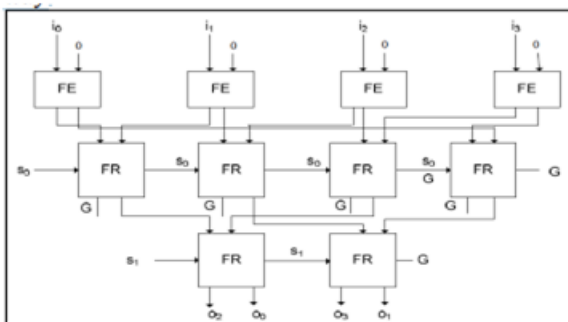 i₀ i₁ i₂ i₃
0 0 0 0
FE FE FE FE
s₀ FR s₀ FR s₀ FR s₀ G FR G
G G G G
s₁ FR s₁ FR G
o₂ o₀ o₃ o₁